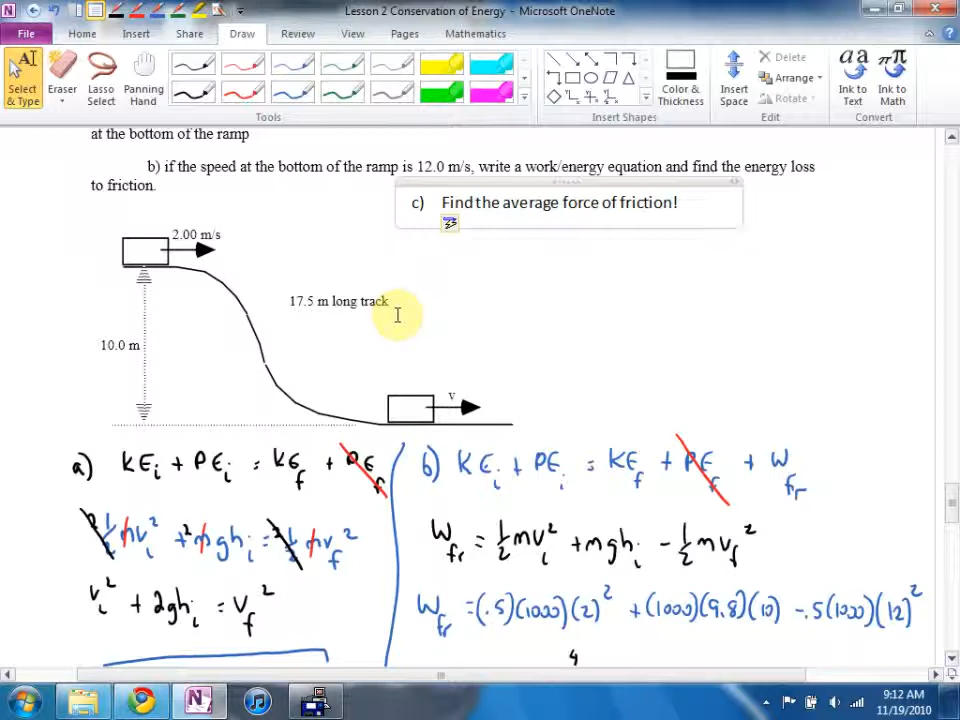 Lesson 2 Conservation of Energy - Microsoft OneNote
File Home Insert Share Draw Review View Pages Mathematics
Select & Type
Eraser
Lasso Select
Panning Hand
Color & Thickness
Insert Space
Delete
Arrange
Rotate
Ink to Text
Ink to Math
Tools Insert Shapes Edit Convert
at the bottom of the ramp
b) if the speed at the bottom of the ramp is 12.0 m/s, write a work/energy equation and find the energy loss
to friction.
c) Find the average force of friction!
2.00 m/s
17.5 m long track
10.0 m
v
a) KEi + PEi = KEf + PEf
½mvi² + mghi = ½mvf²
vi² + 2ghi = vf²
b) KEi + PEi = KEf + PEf + Wfr
Wfr = ½mvi² + mghi - ½mvf²
Wfr = (.5)(1000)(2)² + (1000)(9.8)(10) - .5(1000)(12)²
4
9:12 AM
11/19/2010